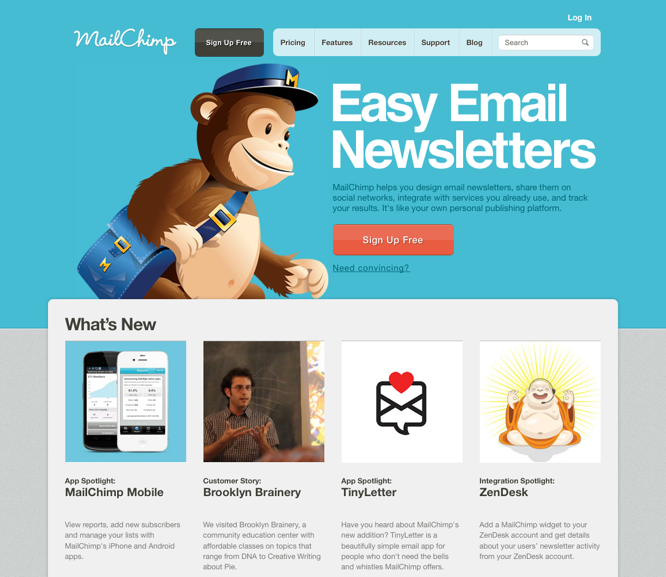 Log In
MailChimp
Sign Up Free
Pricing
Features
Resources
Support
Blog
Search
M
Easy Email
Newsletters
MailChimp helps you design email newsletters, share them on
social networks, integrate with services you already use, and track
your results. It's like your own personal publishing platform.
Sign Up Free
Need convincing?
M
What's New
App Spotlight:
MailChimp Mobile
View reports, add new subscribers
and manage your lists with
MailChimp's iPhone and Android
apps.
Customer Story:
Brooklyn Brainery
We visited Brooklyn Brainery, a
community education center with
affordable classes on topics that
range from DNA to Creative Writing
about Pie.
App Spotlight:
TinyLetter
Have you heard about MailChimp's
new addition? TinyLetter is a
beautifully simple email app for
people who don't need the bells
and whistles MailChimp offers.
Integration Spotlight:
ZenDesk
Add a MailChimp widget to your
ZenDesk account and get details
about your users' newsletter activity
from your ZenDesk account.